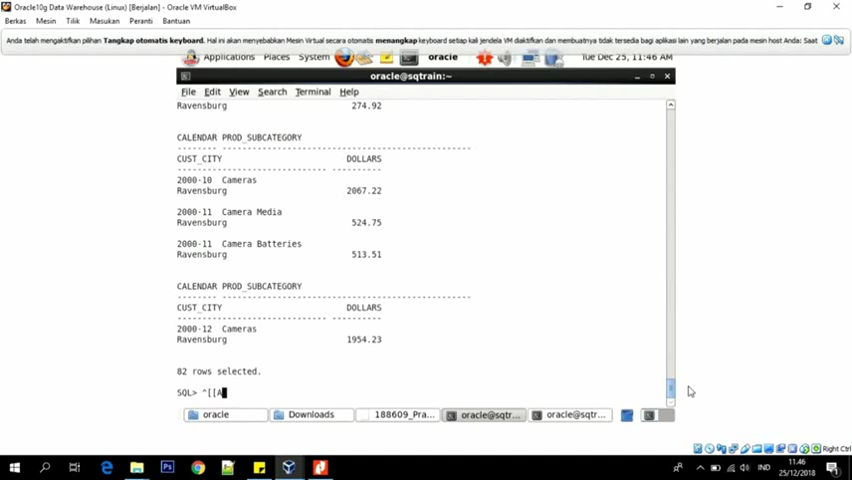 Oracle10g Data Warehouse (Linux) [Berjalan] - Oracle VM VirtualBox
Berkas Mesin Tilik Masukan Peranti Bantuan
Anda telah mengaktifkan pilihan Tangkap otomatis keyboard. Hal ini akan menyebabkan Mesin Virtual secara otomatis menangkap keyboard setiap kali jendela VM diaktifkan dan membuatnya tidak tersedia bagi aplikasi lain yang berjalan pada mesin host Anda: Saat
Applications Places System oracle Tue Dec 25, 11:46 AM
oracle@sqtrain:~
File Edit View Search Terminal Help
Ravensburg 274.92
CALENDAR PROD_SUBCATEGORY
-------- --------------------------------------------------
CUST_CITY DOLLARS
------------------------------ ----------
2000-10 Cameras
Ravensburg 2067.22
2000-11 Camera Media
Ravensburg 524.75
2000-11 Camera Batteries
Ravensburg 513.51
CALENDAR PROD_SUBCATEGORY
-------- --------------------------------------------------
CUST_CITY DOLLARS
------------------------------ ----------
2000-12 Cameras
Ravensburg 1954.23
82 rows selected.
SQL> ^[[A
oracle Downloads 188609_Pra... oracle@sqtr... oracle@sqtr...
Right Ctrl
IND 11.46
25/12/2018